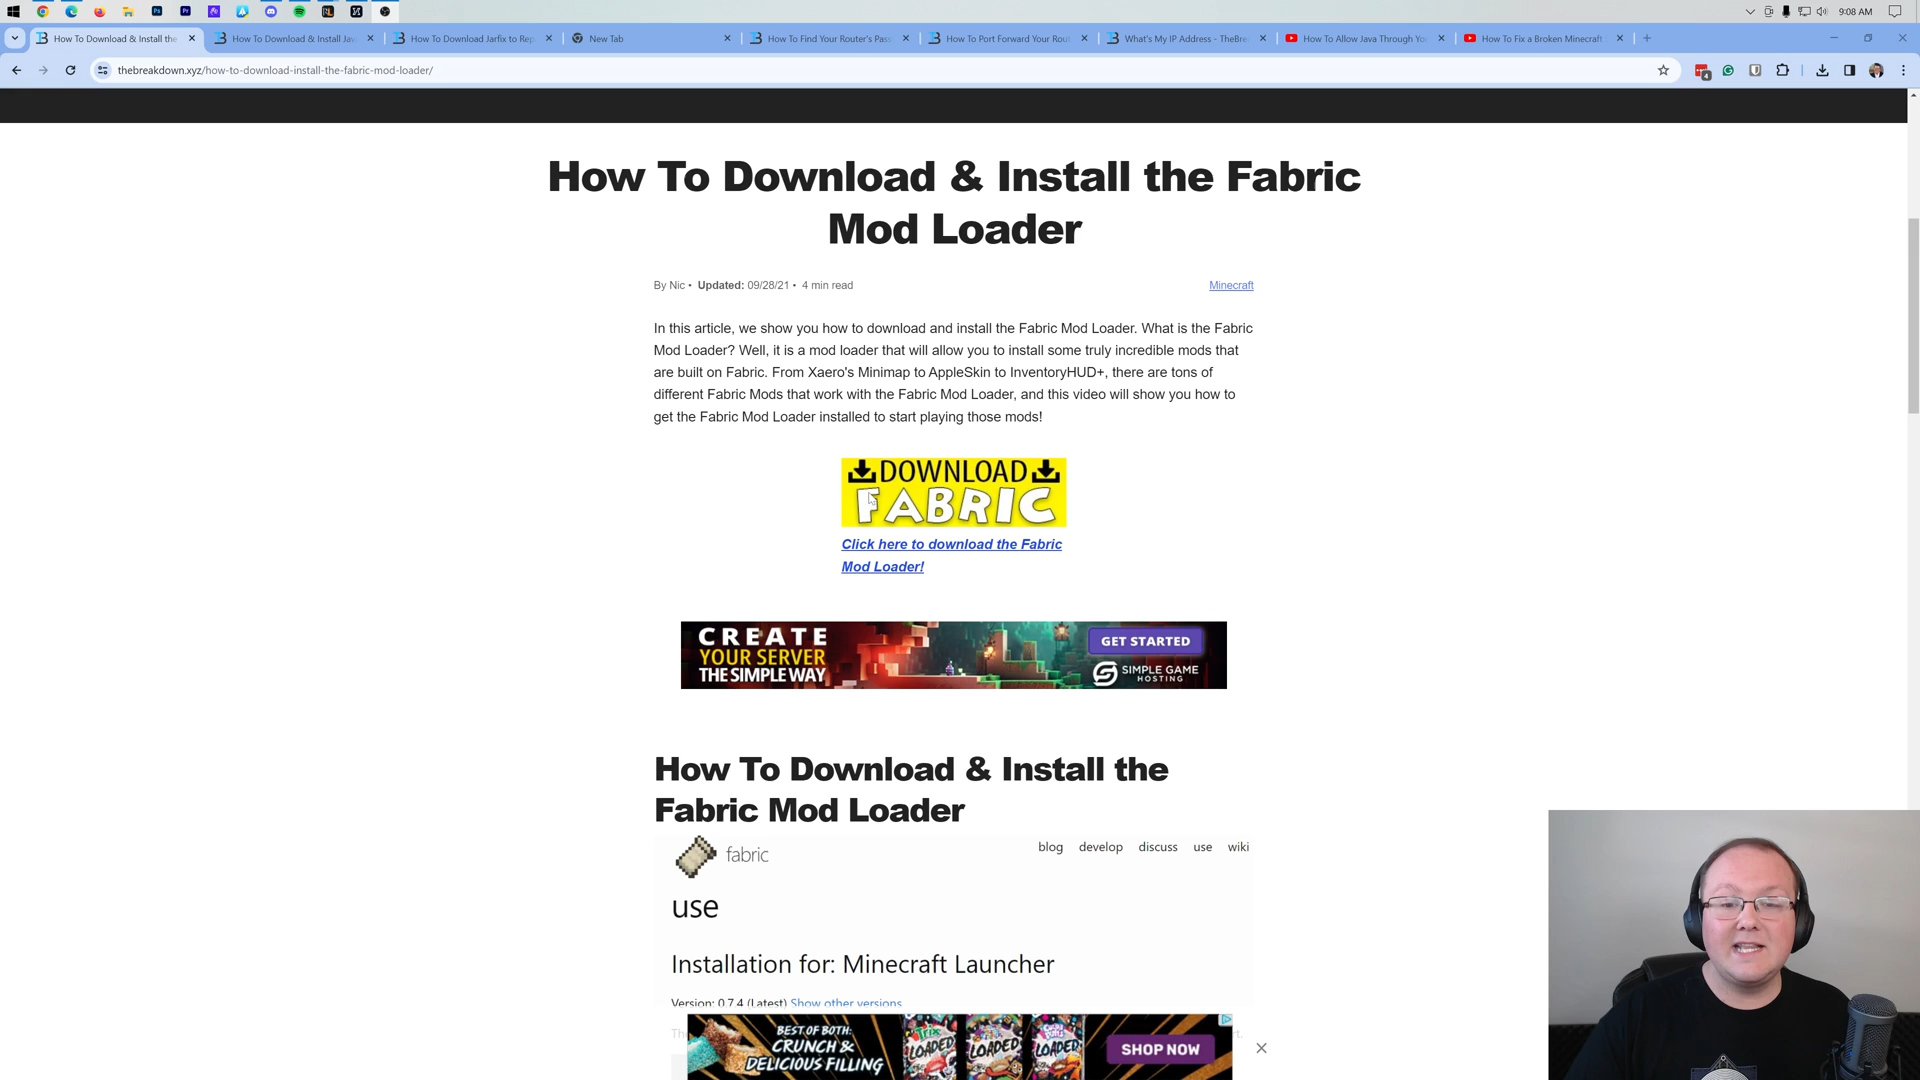 9:08 AM
How To Download & Install the
How To Download & Install Jav
How To Download Jarfix to Rep
New Tab
How To Find Your Router's Pass
How To Port Forward Your Rout
What's My IP Address - TheBre
How To Allow Java Through Yo
How To Fix a Broken Minecraft
thebreakdown.xyz/how-to-download-install-the-fabric-mod-loader/
How To Download & Install the Fabric
Mod Loader
By Nic • Updated: 09/28/21 • 4 min read
Minecraft
In this article, we show you how to download and install the Fabric Mod Loader. What is the Fabric
Mod Loader? Well, it is a mod loader that will allow you to install some truly incredible mods that
are built on Fabric. From Xaero's Minimap to AppleSkin to InventoryHUD+, there are tons of
different Fabric Mods that work with the Fabric Mod Loader, and this video will show you how to
get the Fabric Mod Loader installed to start playing those mods!
DOWNLOAD
FABRIC
Click here to download the Fabric
Mod Loader!
CREATE
YOUR SERVER
THE SIMPLE WAY
GET STARTED
SIMPLE GAME
HOSTING
How To Download & Install the
Fabric Mod Loader
fabric
blog develop discuss use wiki
use
Installation for: Minecraft Launcher
Version: 0.7.4 (Latest) Show other versions
BEST OF BOTH:
CRUNCH &
DELICIOUS FILLING
Trix
LOADED
LOADED
LOADED
SHOP NOW